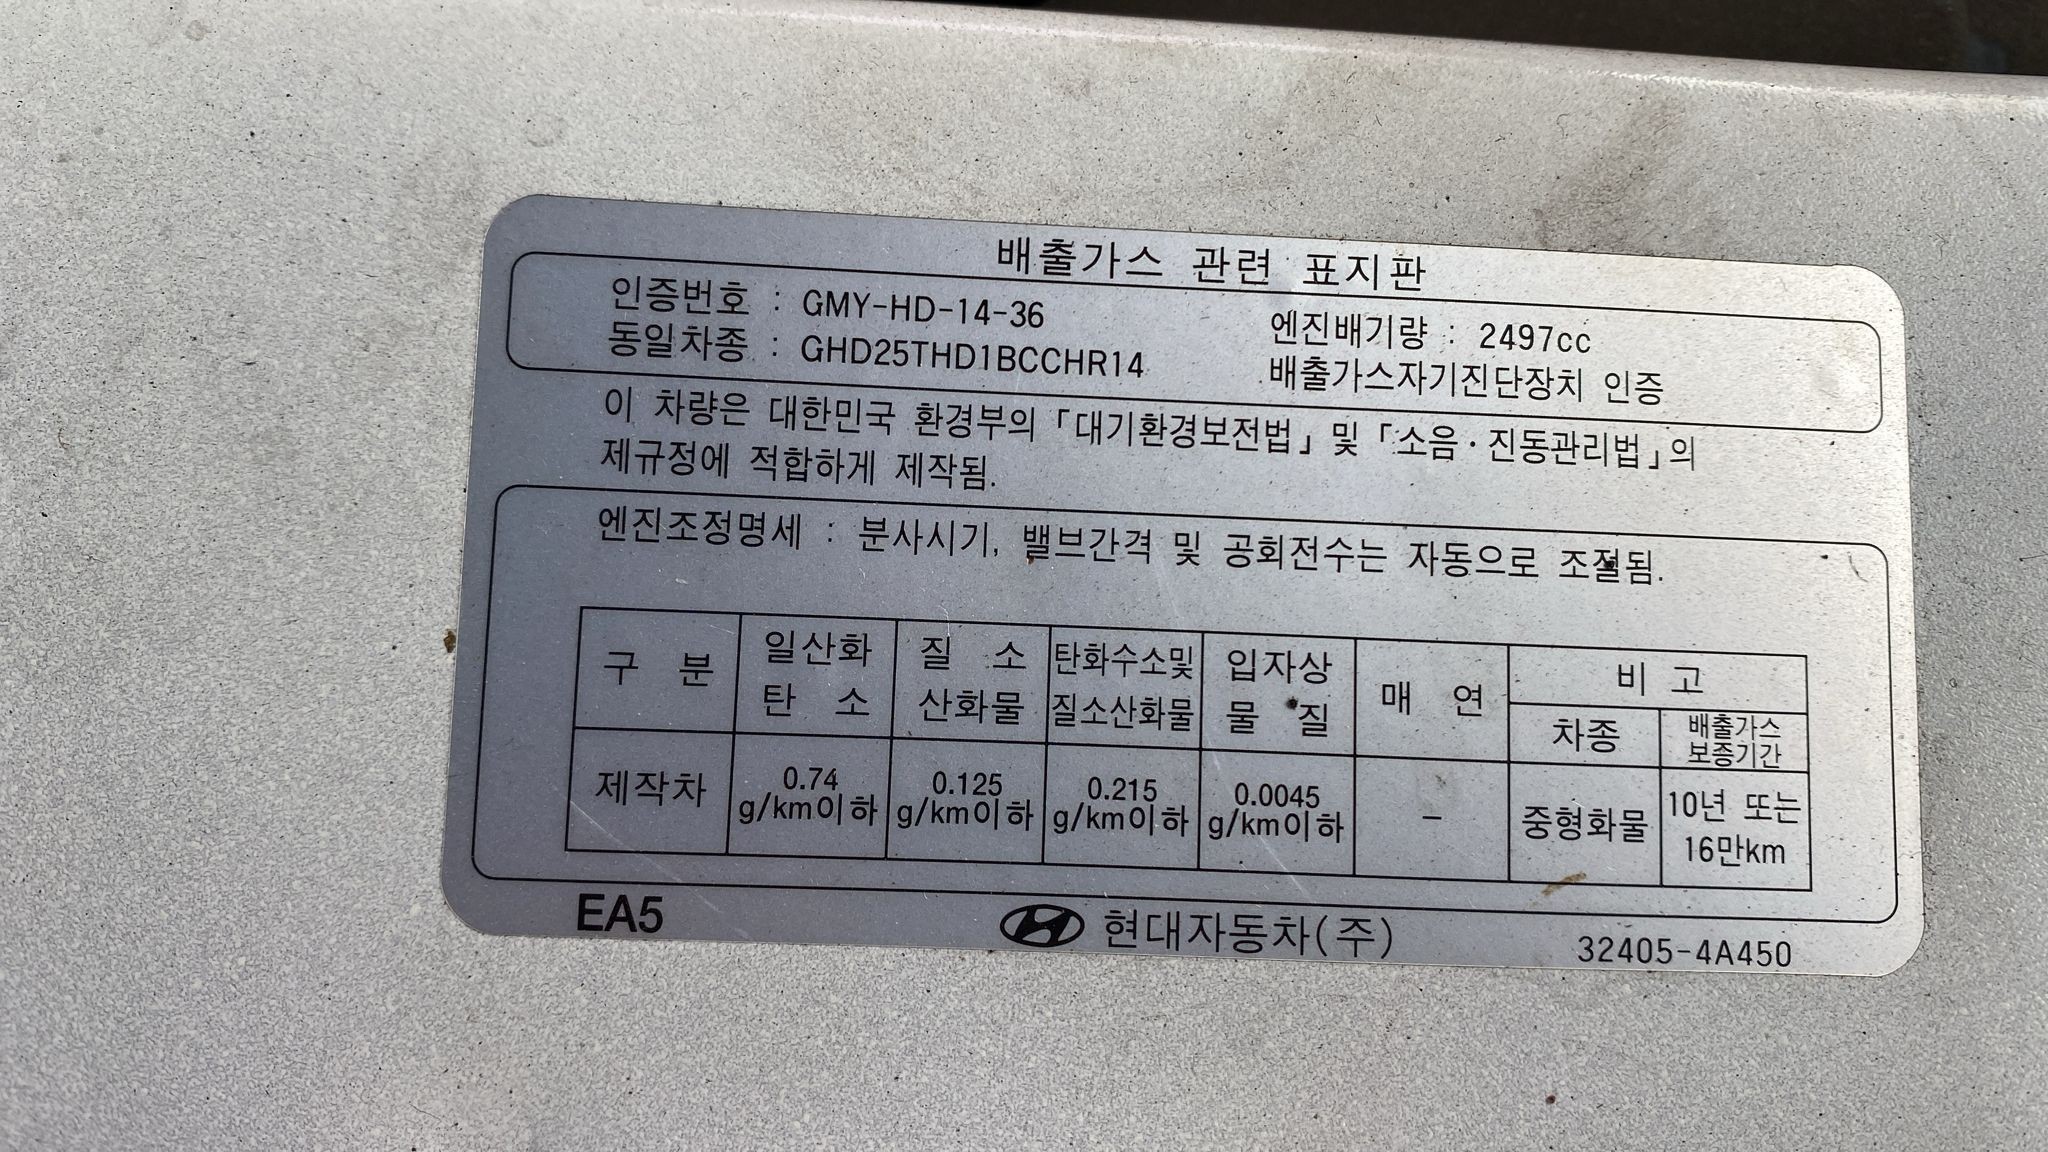 배출가스 관련 표지판
인증번호 : GMY-HD-14-36
엔진배기량 : 2497cc
동일차종 : GHD25THD1BCCHR14
배출가스자기진단장치 인증
이 차량은 대한민국 환경부의 「대기환경보전법」 및 「소음·진동관리법」의
제규정에 적합하게 제작됨.
엔진조정명세 : 분사시기, 밸브간격 및 공회전수는 자동으로 조절됨.
구 분
일산화
탄 소
질 소
산화물
탄화수소및
질소산화물
입자상
물 질
매 연
비 고
차종
배출가스
보증기간
제작차
0.74
g/km이하
0.125
g/km이하
0.215
g/km이하
0.0045
g/km이하
-
중형화물
10년 또는
16만km
EA5
현대자동차(주)
32405-4A450